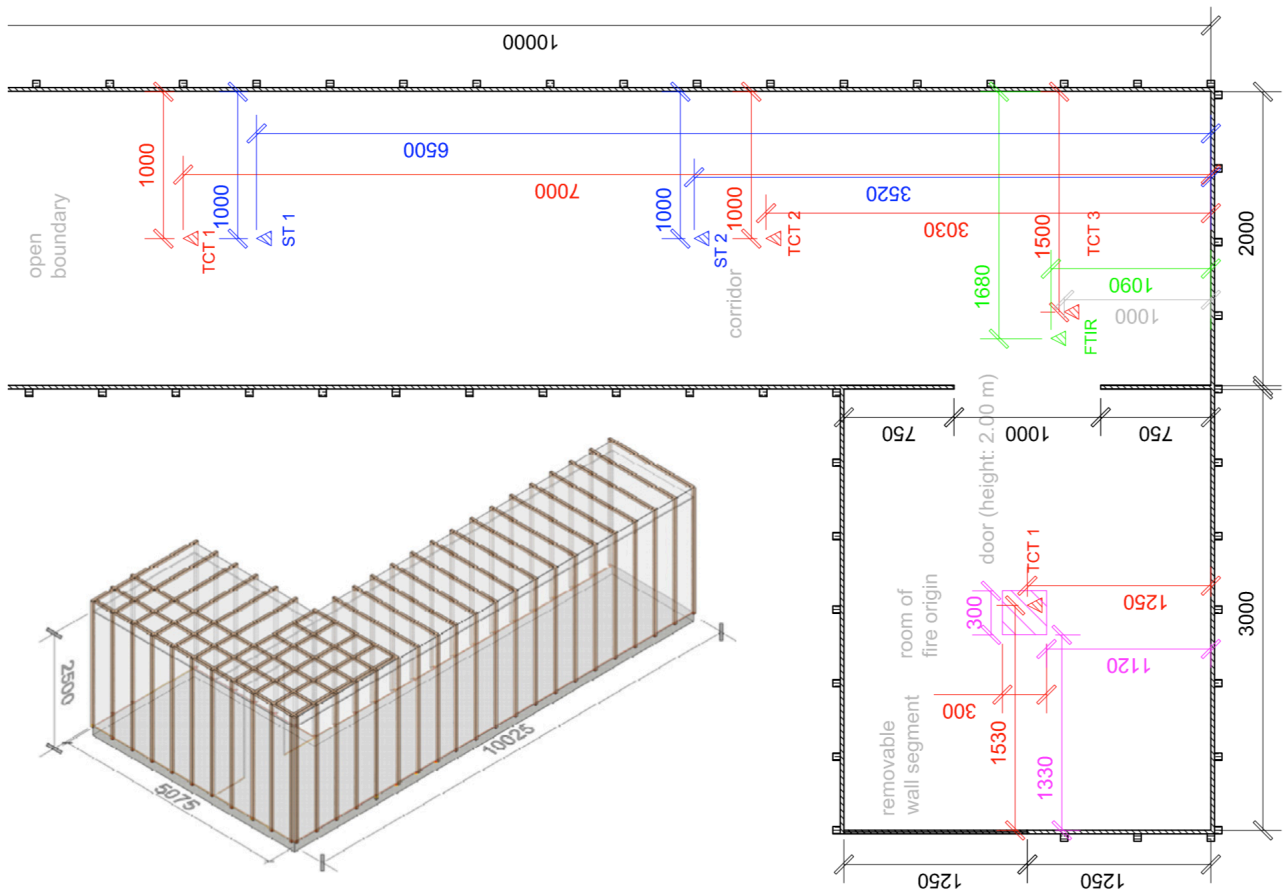 10000
open
boundary
1000
TCT 1
1000
ST 1
6500
7000
1000
ST 2
1000
TCT 2
3520
3030
corridor
1680
FTIR
1500
TCT 3
1090
1000
2000
750
1000
750
door (height: 2.00 m)
TCT 1
300
room of
fire origin
1250
1120
300
1530
1330
removable
wall segment
3000
1250
1250
2500
5075
10025